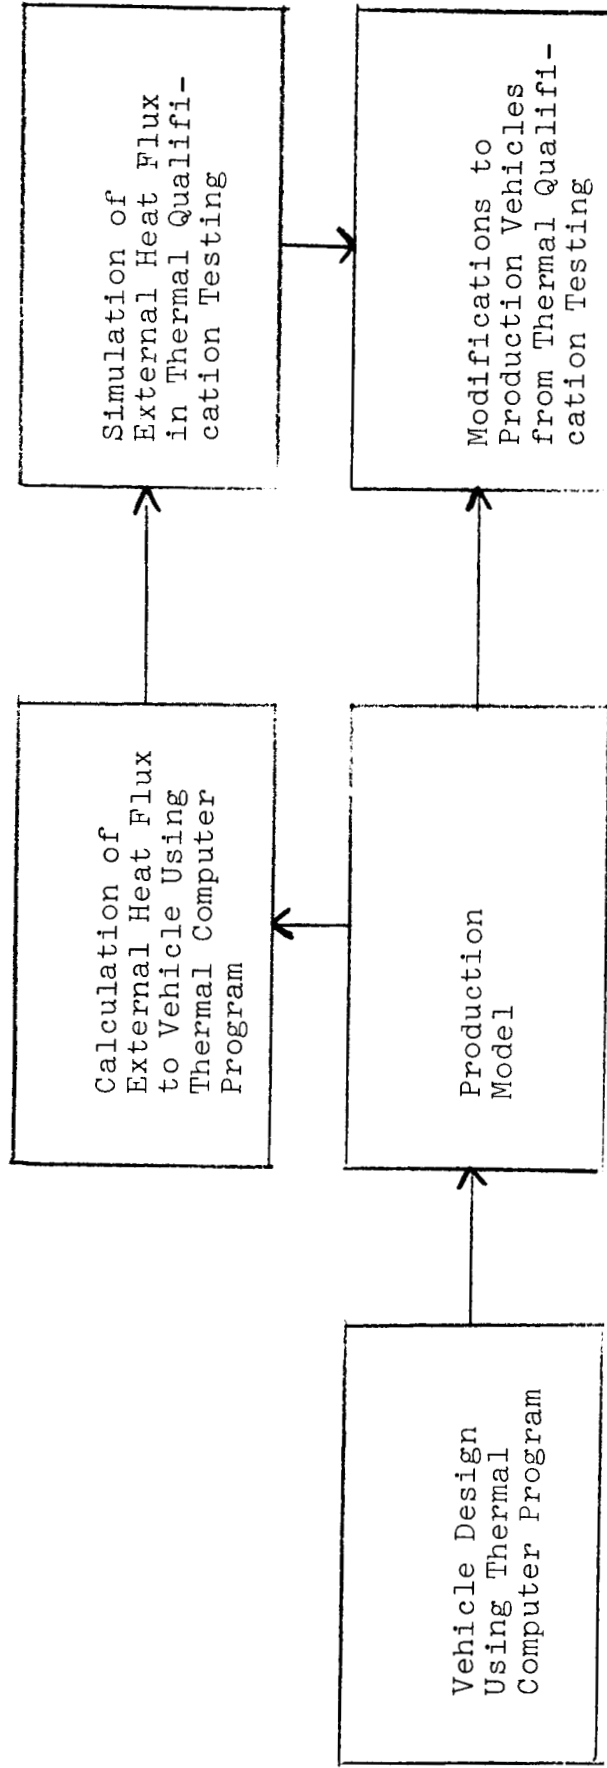 Vehicle Design
Using Thermal
Computer Program
Production
Model
Calculation of
External Heat Flux
to Vehicle Using
Thermal Computer
Program
Simulation of
External Heat Flux
in Thermal Qualifi-
cation Testing
Modifications to
Production Vehicles
from Thermal Qualifi-
cation Testing